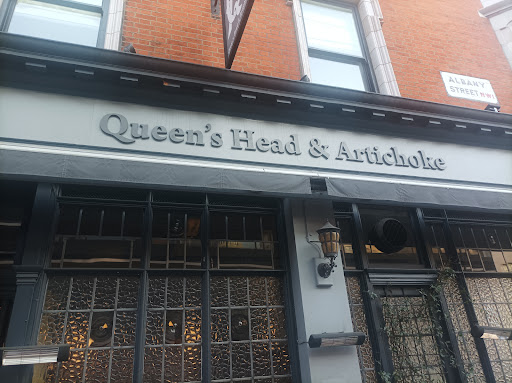 ALBANY
STREET NW1
Queen's Head & Artichoke